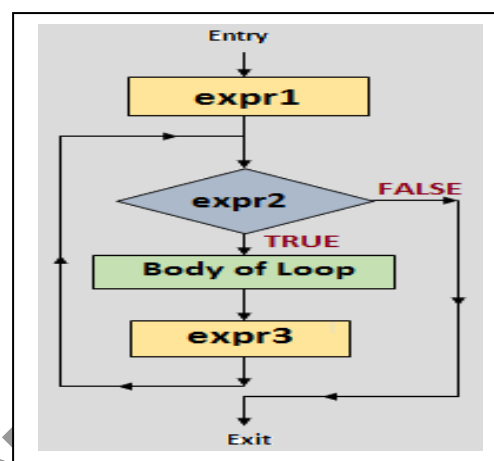 Entry
expr1
expr2
FALSE
TRUE
Body of Loop
expr3
Exit